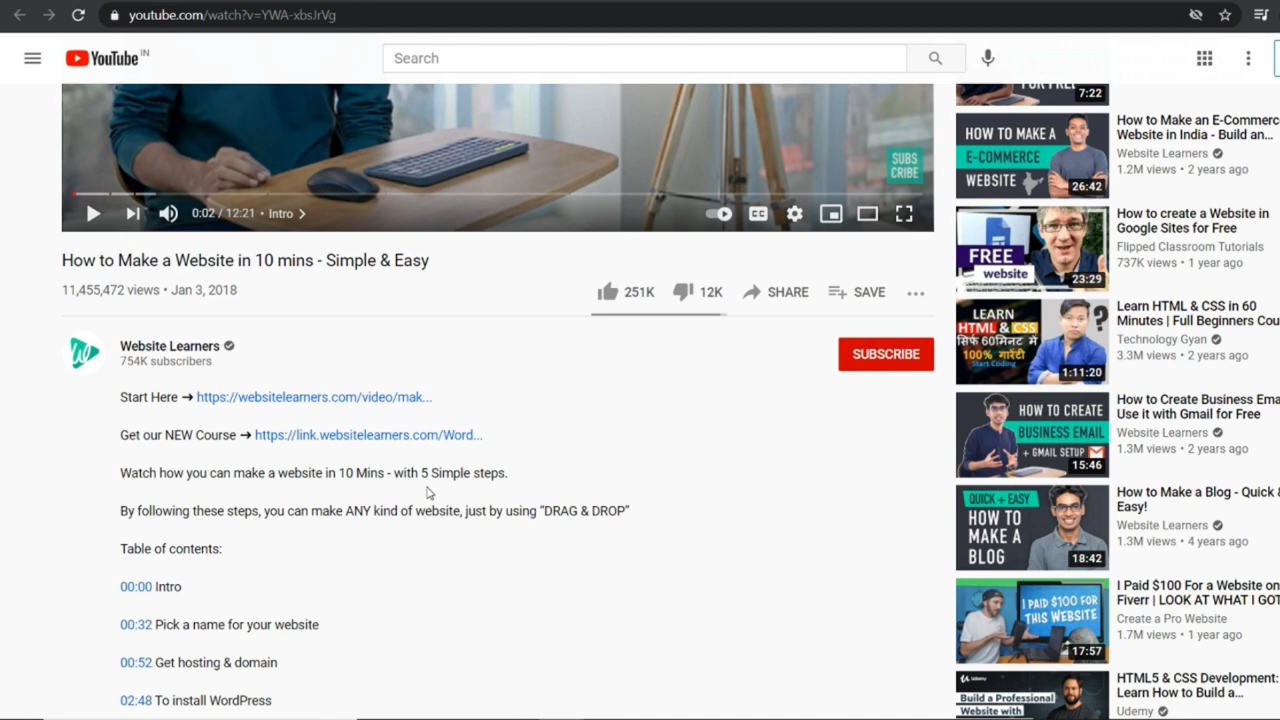 youtube.com/watch?v=YWA-xbsJrVg
YouTube IN
Search
SUBS
CRIBE
0:02 / 12:21 • Intro
CC
How to Make a Website in 10 mins - Simple & Easy
11,455,472 views • Jan 3, 2018
251K
12K
SHARE
SAVE
Website Learners
754K subscribers
SUBSCRIBE
Start Here → https://websitelearners.com/video/mak...
Get our NEW Course → https://link.websitelearners.com/Word...
Watch how you can make a website in 10 Mins - with 5 Simple steps.
By following these steps, you can make ANY kind of website, just by using “DRAG & DROP”
Table of contents:
00:00 Intro
00:32 Pick a name for your website
00:52 Get hosting & domain
02:48 To install WordPress
FOR FREE
7:22
HOW TO MAKE A
E-COMMERCE
WEBSITE
26:42
How to Make an E-Commerc
Website in India - Build an...
Website Learners
1.2M views • 2 years ago
FREE
website
23:29
How to create a Website in
Google Sites for Free
Flipped Classroom Tutorials
737K views • 1 year ago
LEARN
HTML & CSS
सिर्फ 60मिनट में
100% गारंटी
Start Coding
?
1:11:20
Learn HTML & CSS in 60
Minutes | Full Beginners Cou
Technology Gyan
3.3M views • 2 years ago
HOW TO CREATE
BUSINESS EMAIL
+ GMAIL SETUP
15:46
How to Create Business Ema
Use it with Gmail for Free
Website Learners
1.3M views • 2 years ago
QUICK + EASY
HOW TO
MAKE A
BLOG
18:42
How to Make a Blog - Quick &
Easy!
Website Learners
1.3M views • 4 years ago
I PAID $100 FOR
THIS WEBSITE
17:57
I Paid $100 For a Website on
Fiverr | LOOK AT WHAT I GOT
Create a Pro Website
1.7M views • 1 year ago
Udemy
Build a Professional
Website with
HTML5 & CSS Development:
Learn How to Build a...
Udemy